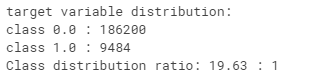 target variable distribution:
class 0.0 : 186200
class 1.0 : 9484
Class distribution ratio: 19.63 : 1